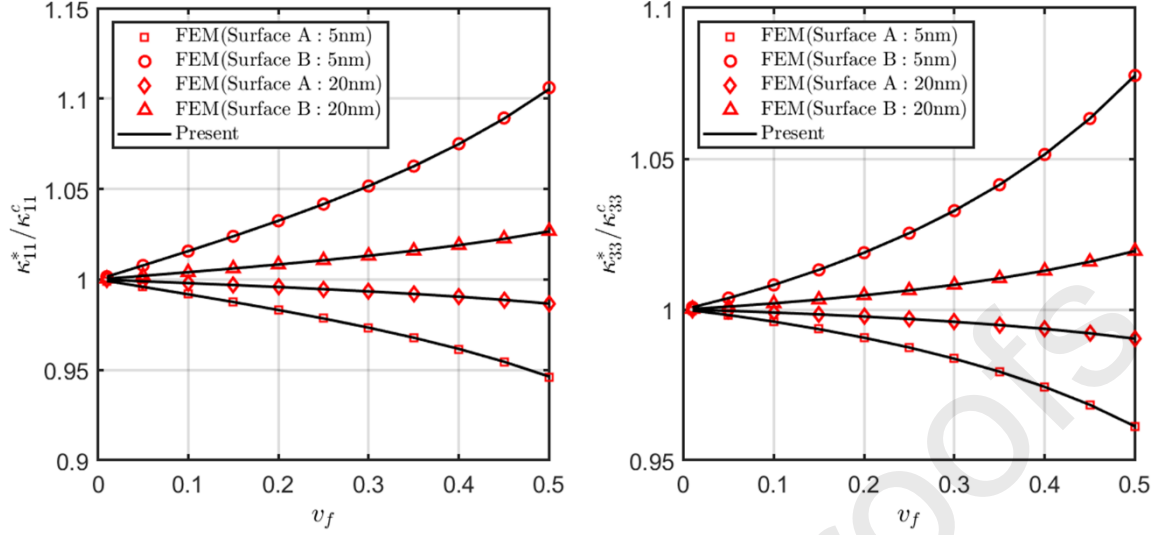 1.15
FEM(Surface A : 5nm)
FEM(Surface B : 5nm)
FEM(Surface A : 20nm)
FEM(Surface B : 20nm)
Present
1.1
1.05
1
0.95
0.9
κ*₁₁/κᶜ₁₁
0 0.1 0.2 0.3 0.4 0.5
v_f
1.1
FEM(Surface A : 5nm)
FEM(Surface B : 5nm)
FEM(Surface A : 20nm)
FEM(Surface B : 20nm)
Present
1.05
1
0.95
κ*₃₃/κᶜ₃₃
0 0.1 0.2 0.3 0.4 0.5
v_f
roofs